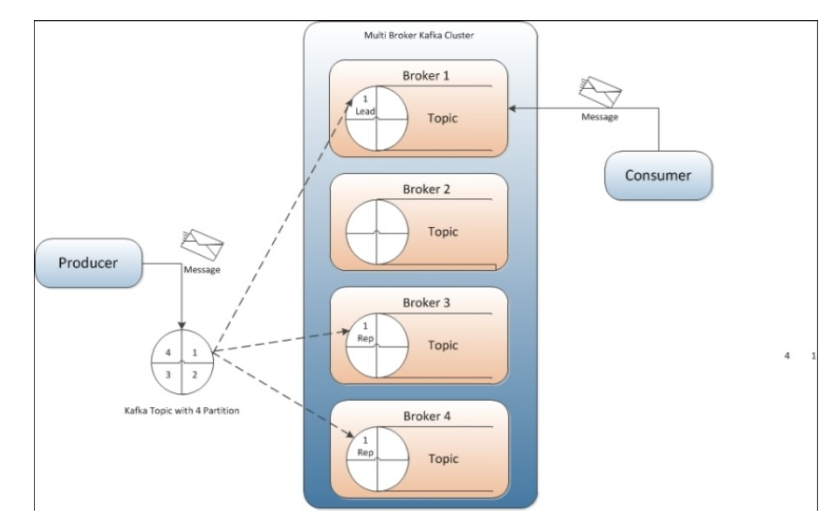 Multi Broker Kafka Cluster
Broker 1
1
Lead
Topic
Message
Consumer
Broker 2
Topic
Producer
Message
Broker 3
1
Rep
Topic
4 1
3 2
Kafka Topic with 4 Partition
4 1
Broker 4
1
Rep
Topic